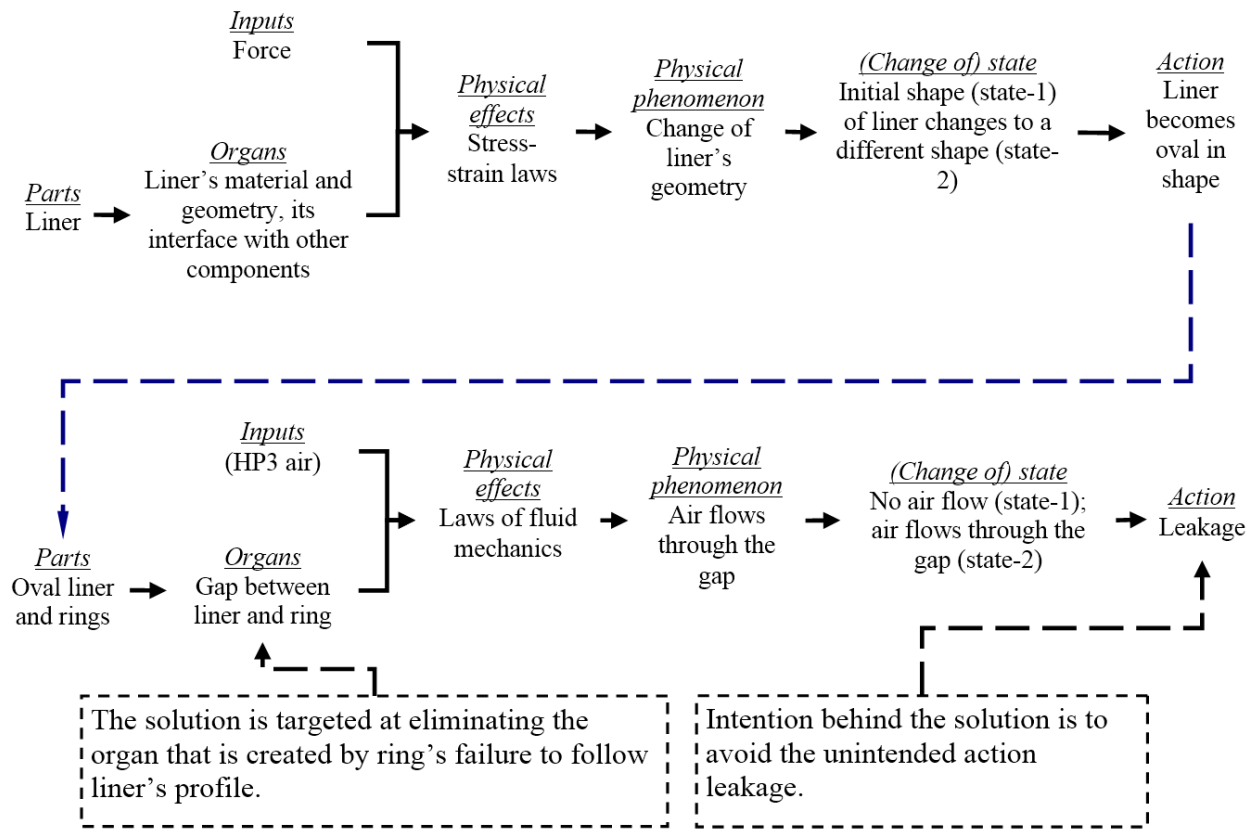 Inputs
Force
Parts
Liner
Organs
Liner’s material and
geometry, its
interface with other
components
Physical
effects
Stress-
strain laws
Physical
phenomenon
Change of
liner’s
geometry
(Change of) state
Initial shape (state-1)
of liner changes to a
different shape (state-
2)
Action
Liner
becomes
oval in
shape
Inputs
(HP3 air)
Parts
Oval liner
and rings
Organs
Gap between
liner and ring
Physical
effects
Laws of fluid
mechanics
Physical
phenomenon
Air flows
through the
gap
(Change of) state
No air flow (state-1);
air flows through the
gap (state-2)
Action
Leakage
The solution is targeted at eliminating the
organ that is created by ring’s failure to follow
liner’s profile.
Intention behind the solution is to
avoid the unintended action
leakage.